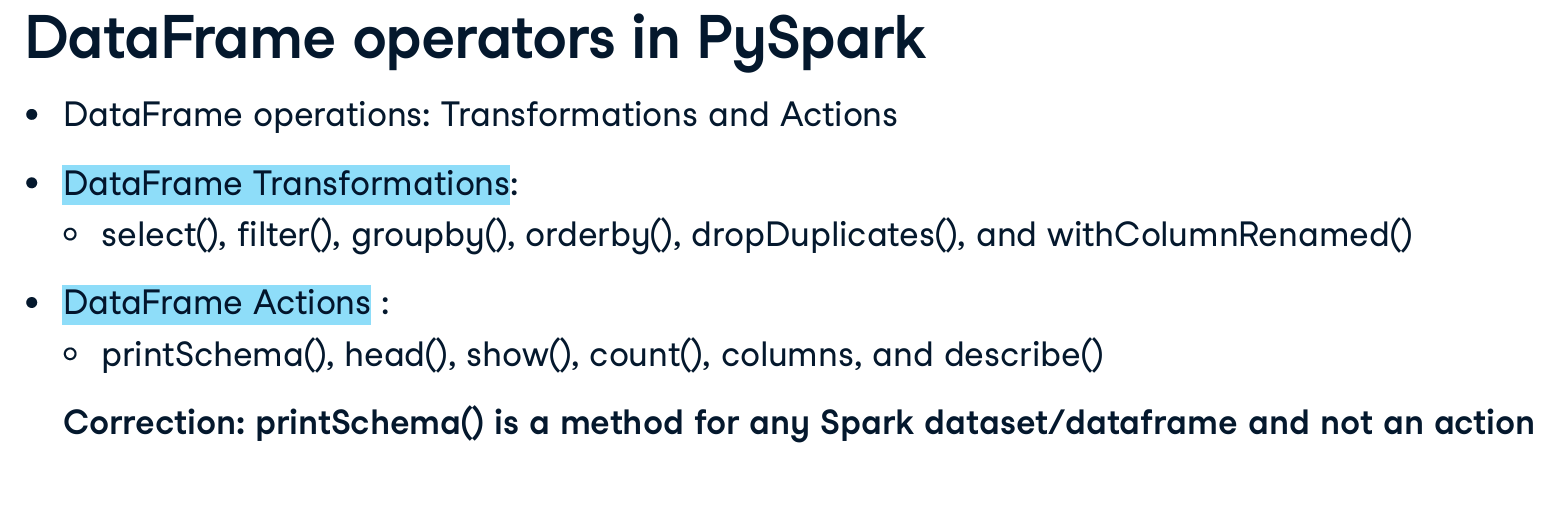 DataFrame operators in PySpark
• DataFrame operations: Transformations and Actions
• DataFrame Transformations:
○ select(), filter(), groupby(), orderby(), dropDuplicates(), and withColumnRenamed()
• DataFrame Actions :
○ printSchema(), head(), show(), count(), columns, and describe()
Correction: printSchema() is a method for any Spark dataset/dataframe and not an action